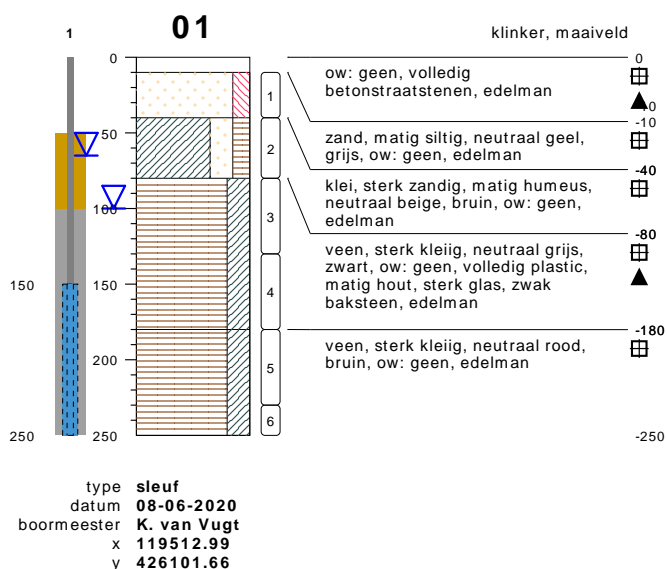 1
01
klinker, maaiveld
0
0
ow: geen, volledig
betonstraatstenen, edelman
1
-10
50
zand, matig siltig, neutraal geel,
grijs, ow: geen, edelman
2
-40
klei, sterk zandig, matig humeus,
neutraal beige, bruin, ow: geen,
edelman
100
3
-80
veen, sterk kleiig, neutraal grijs,
zwart, ow: geen, volledig plastic,
matig hout, sterk glas, zwak
baksteen, edelman
150
150
4
-180
veen, sterk kleiig, neutraal rood,
bruin, ow: geen, edelman
200
5
6
250
250
-250
type sleuf
datum 08-06-2020
boormeester K. van Vugt
x 119512.99
y 426101.66